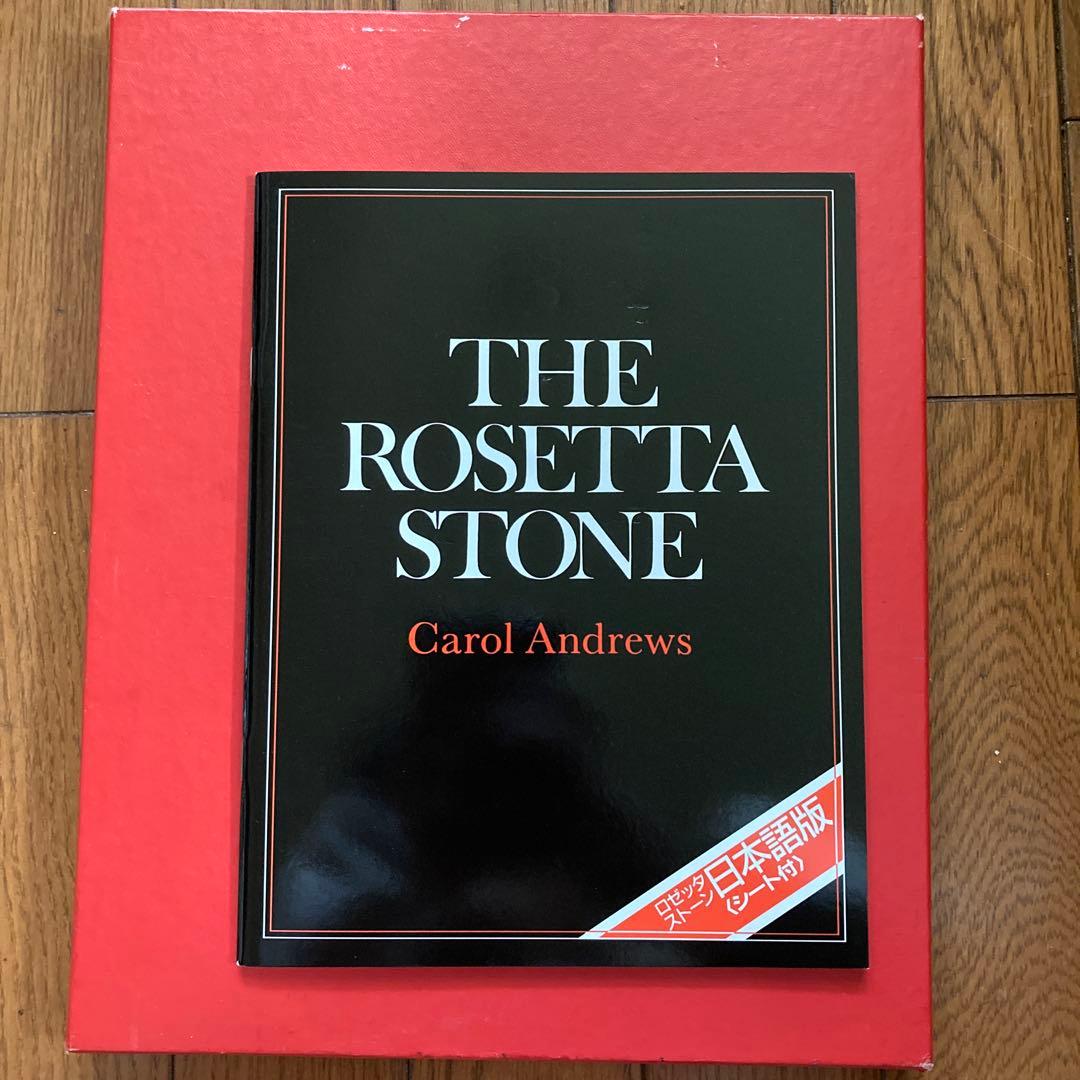 THE
ROSETTA
STONE
Carol Andrews
ロゼッタ
ストーン
日本語版
〈シート付〉